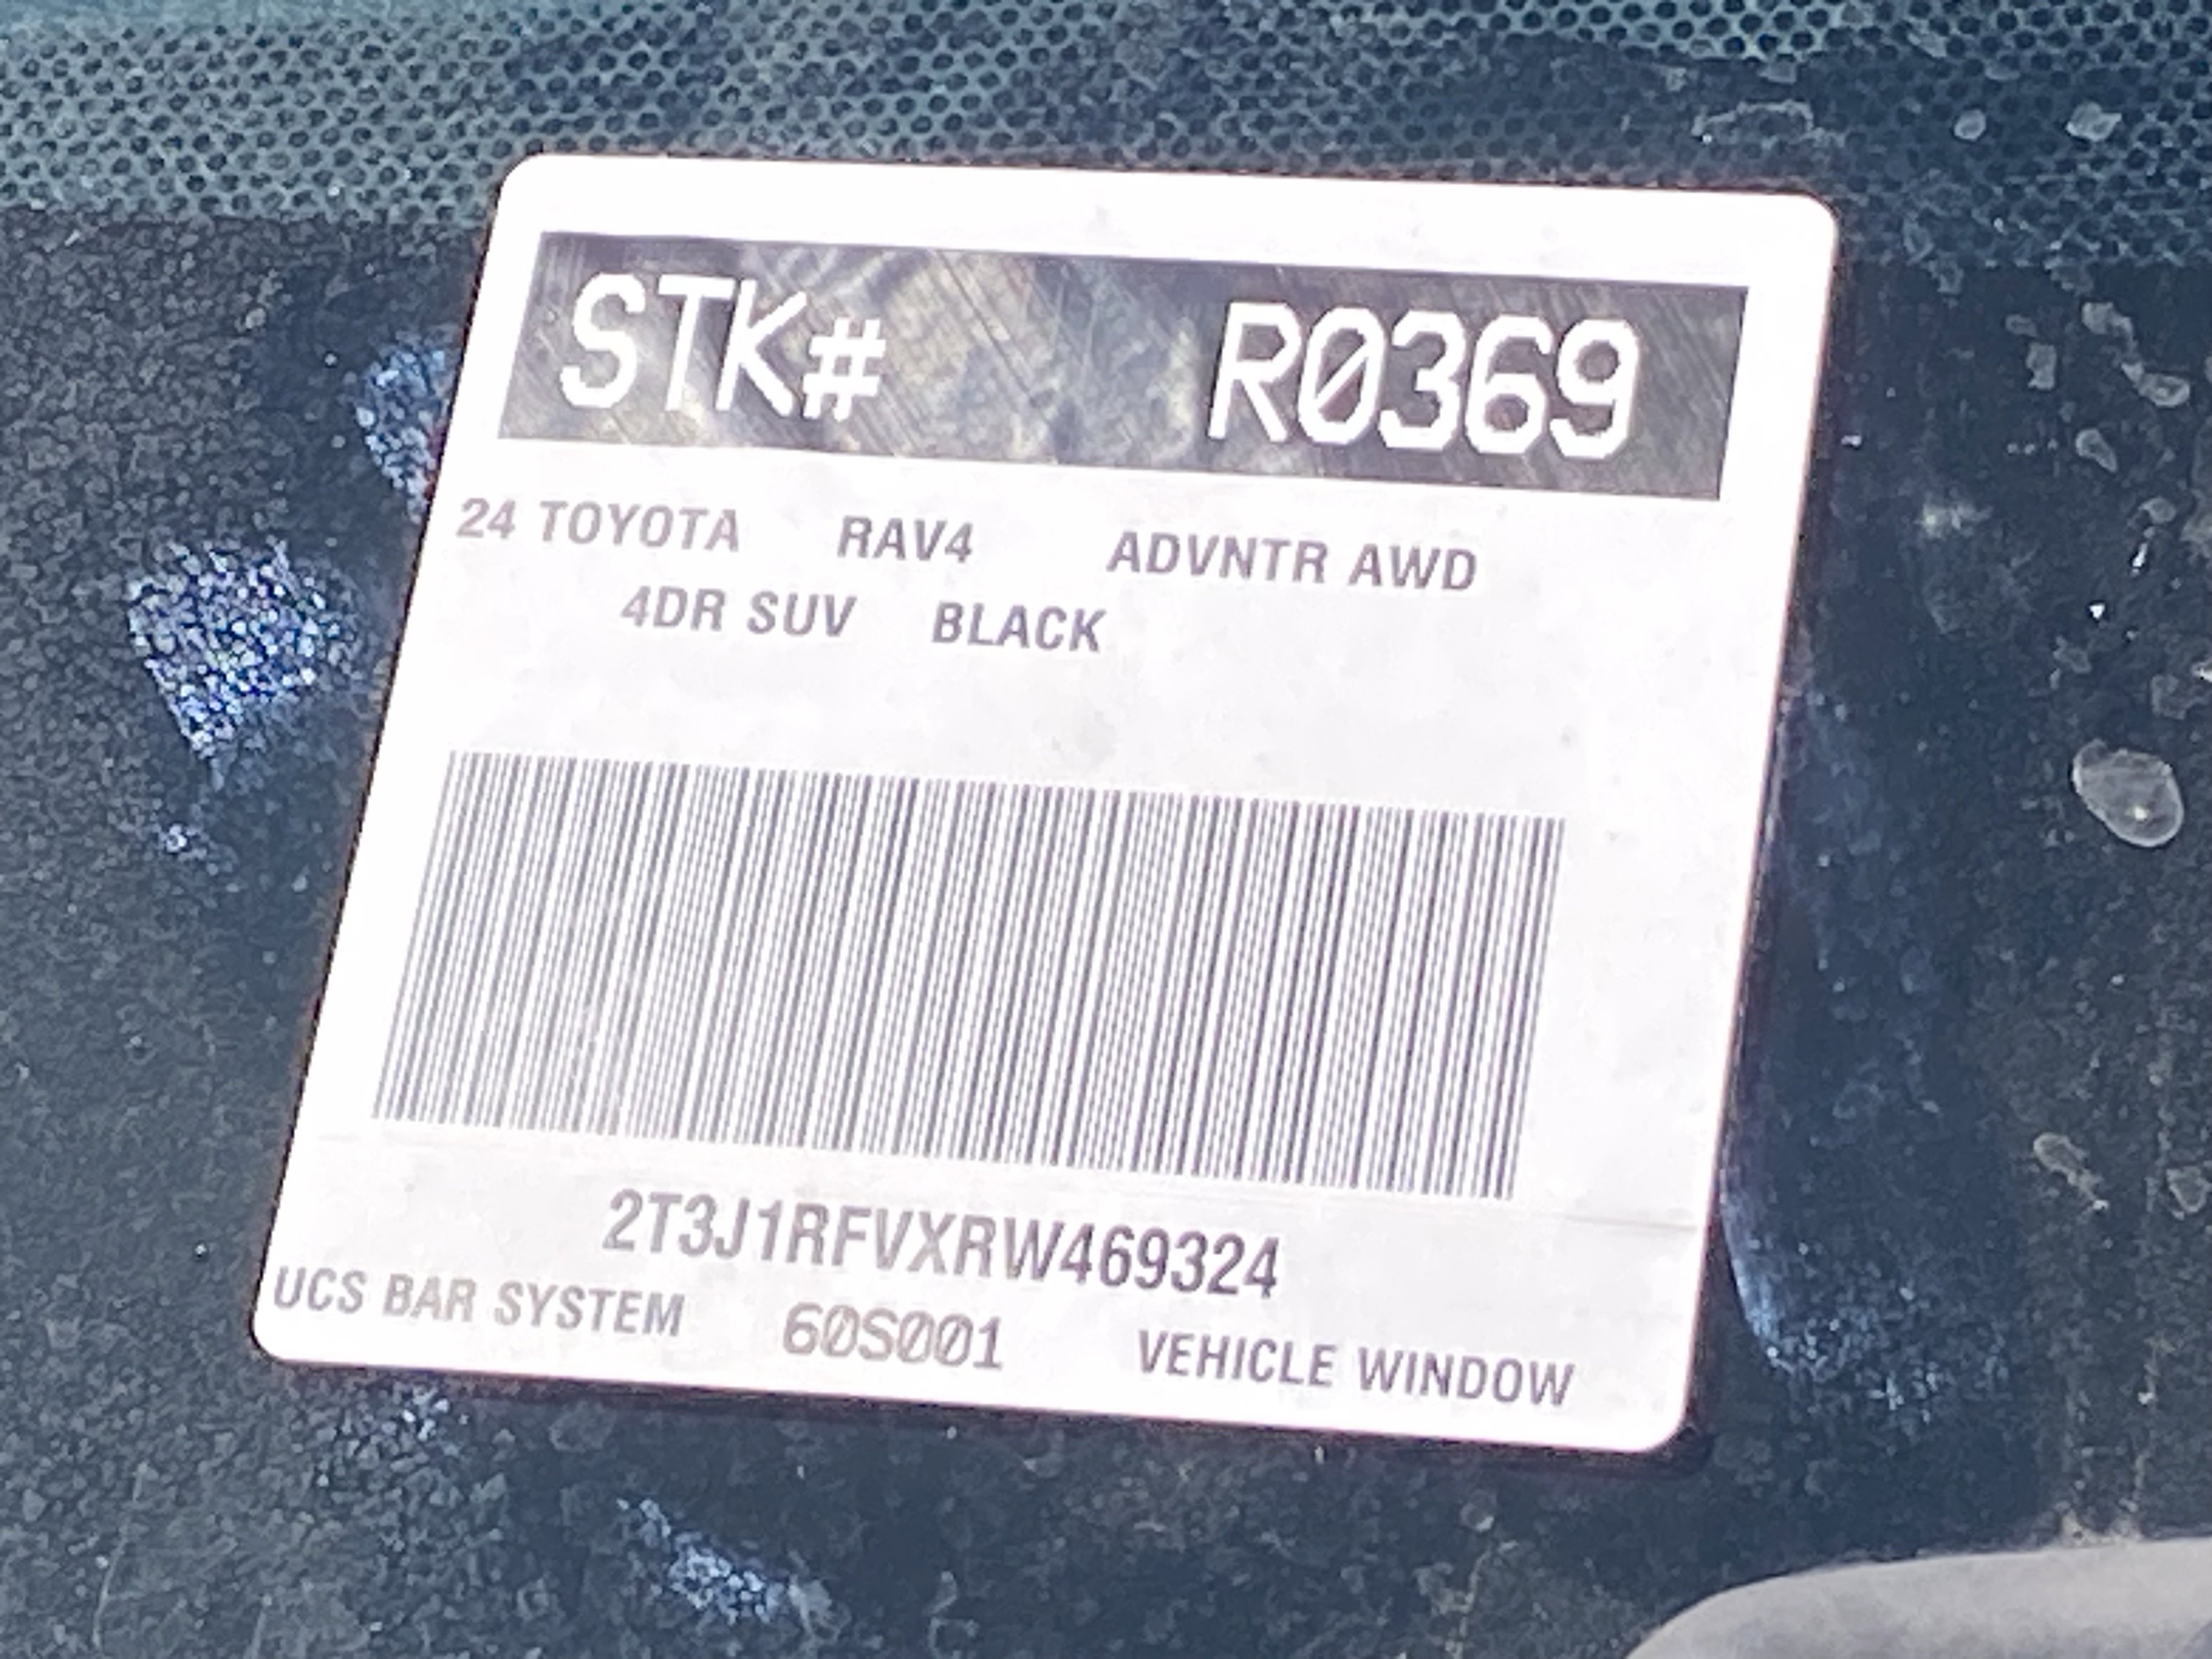 STK# R0369
24 TOYOTA RAV4 ADVNTR AWD
4DR SUV BLACK
2T3J1RFVXRW469324
UCS BAR SYSTEM 60S001 VEHICLE WINDOW